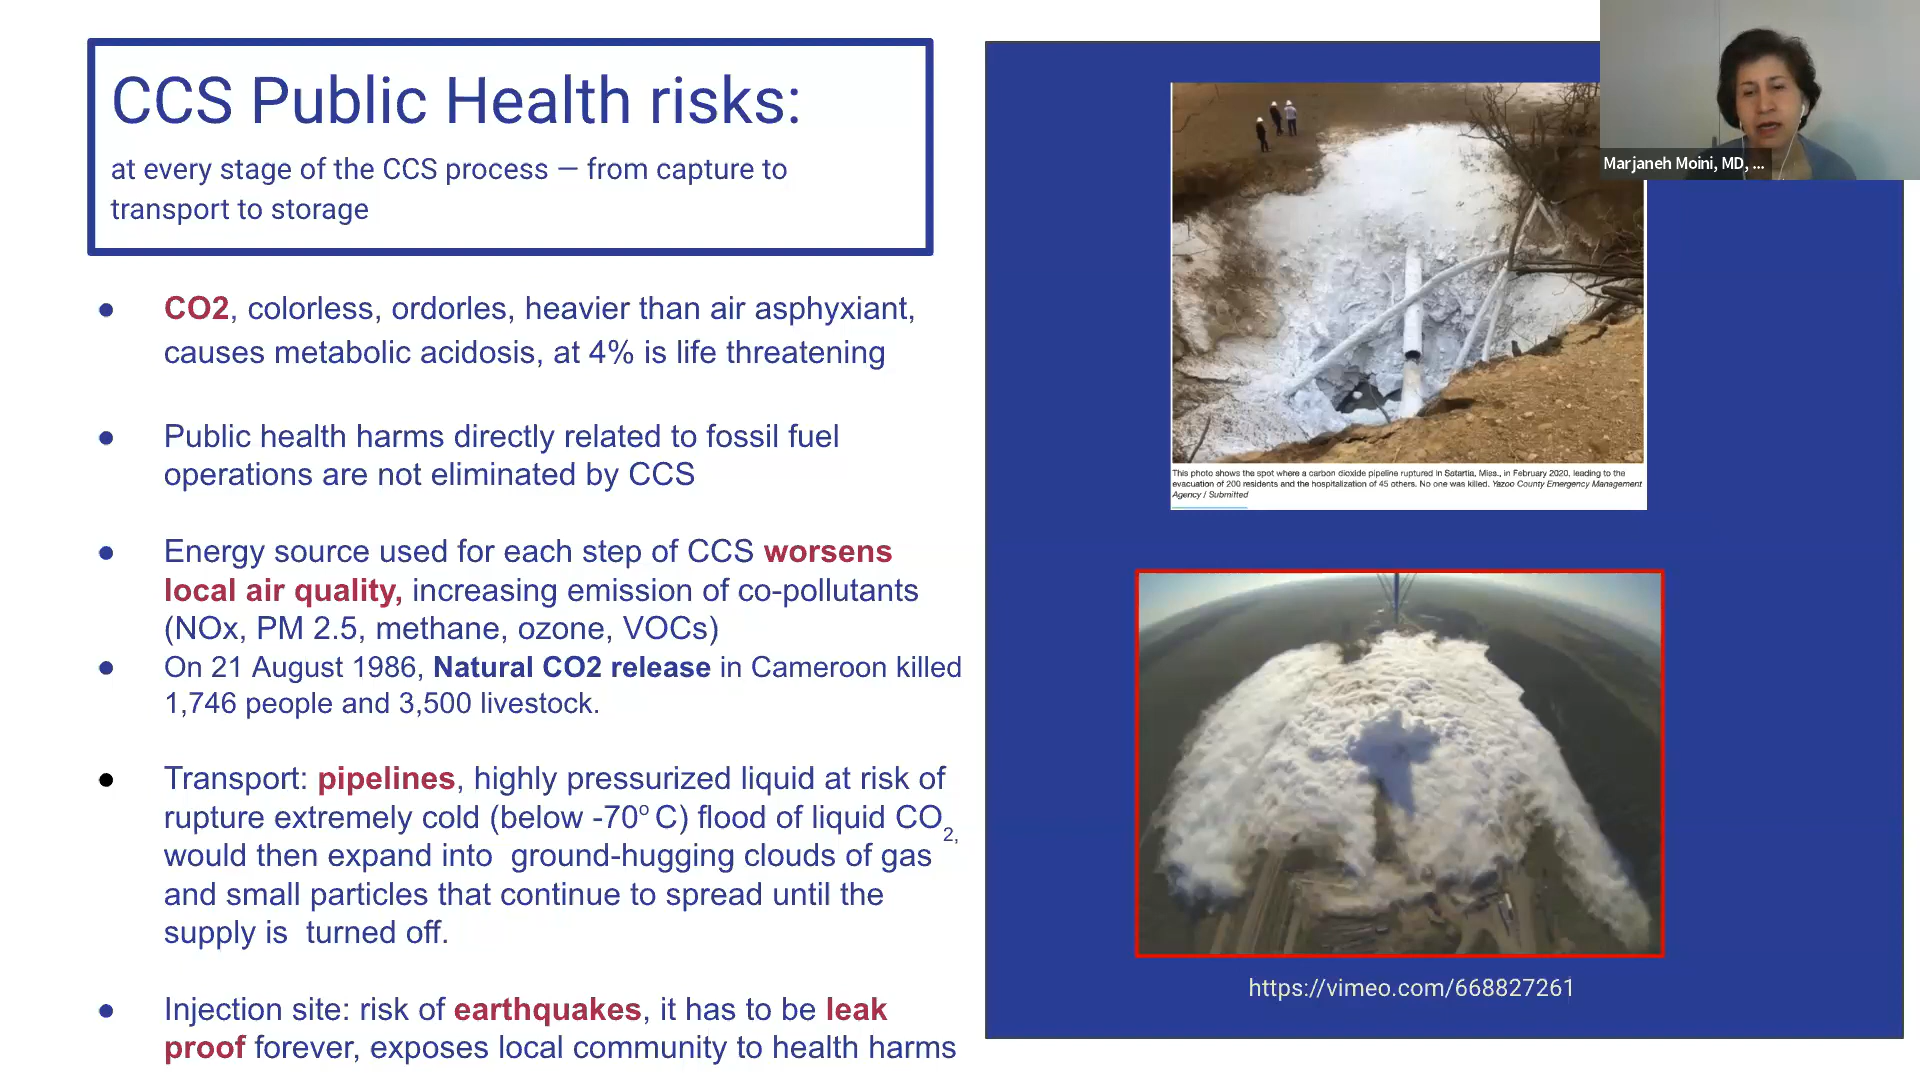 CCS Public Health risks:
at every stage of the CCS process — from capture to
transport to storage
● CO2, colorless, ordorles, heavier than air asphyxiant,
causes metabolic acidosis, at 4% is life threatening
● Public health harms directly related to fossil fuel
operations are not eliminated by CCS
● Energy source used for each step of CCS worsens
local air quality, increasing emission of co-pollutants
(NOx, PM 2.5, methane, ozone, VOCs)
● On 21 August 1986, Natural CO2 release in Cameroon killed
1,746 people and 3,500 livestock.
● Transport: pipelines, highly pressurized liquid at risk of
rupture extremely cold (below -70º C) flood of liquid CO2,
would then expand into ground-hugging clouds of gas
and small particles that continue to spread until the
supply is turned off.
● Injection site: risk of earthquakes, it has to be leak
proof forever, exposes local community to health harms
This photo shows the spot where a carbon dioxide pipeline ruptured in Satartia, Miss., in February 2020, leading to the
evacuation of 200 residents and the hospitalization of 45 others. No one was killed. Yazoo County Emergency Management
Agency / Submitted
https://vimeo.com/668827261
Marjaneh Moini, MD, ...